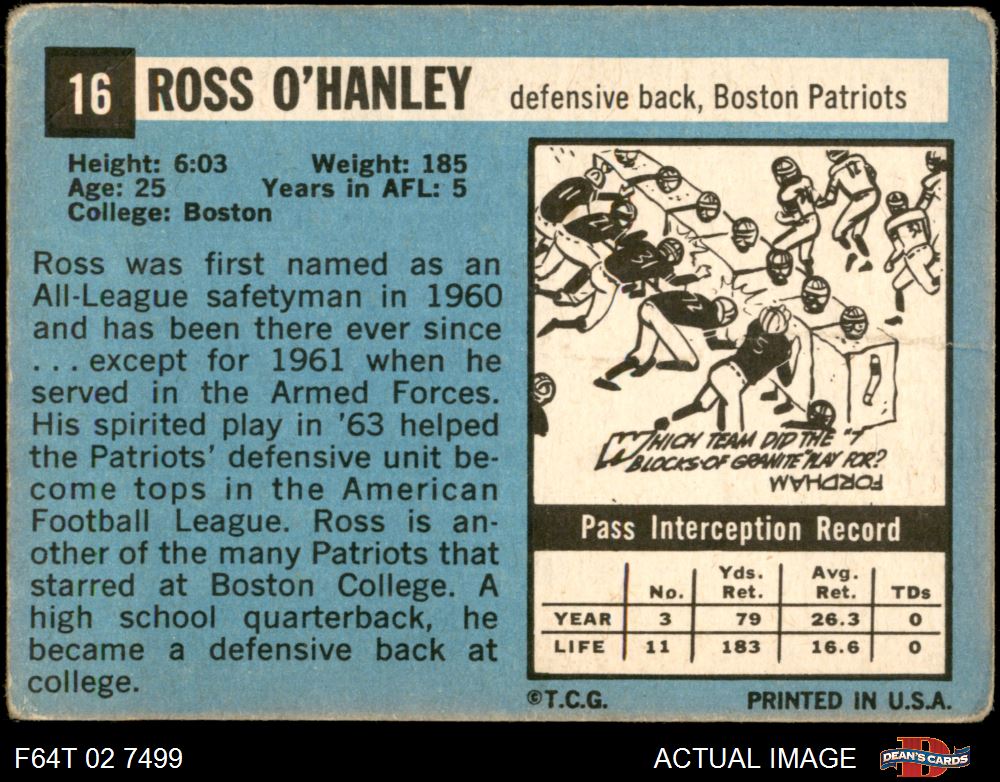 16 ROSS O'HANLEY defensive back, Boston Patriots
Height: 6:03 Weight: 185
Age: 25 Years in AFL: 5
College: Boston
Ross was first named as an
All-League safetyman in 1960
and has been there ever since
...except for 1961 when he
served in the Armed Forces.
His spirited play in '63 helped
the Patriots' defensive unit be-
come tops in the American
Football League. Ross is an-
other of the many Patriots that
starred at Boston College. A
high school quarterback, he
became a defensive back at
college.
WHICH TEAM DID THE "7
BLOCKS OF GRANITE" PLAY FOR?
FORDHAM
Pass Interception Record
No. Yds. Ret. Avg. Ret. TDs
YEAR 3 79 26.3 0
LIFE 11 183 16.6 0
©T.C.G. PRINTED IN U.S.A.
F64T 02 7499 ACTUAL IMAGE DEAN'S CARDS